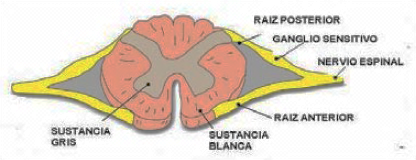 RAIZ POSTERIOR
GANGLIO SENSITIVO
NERVIO ESPINAL
RAIZ ANTERIOR
SUSTANCIA
GRIS
SUSTANCIA
BLANCA